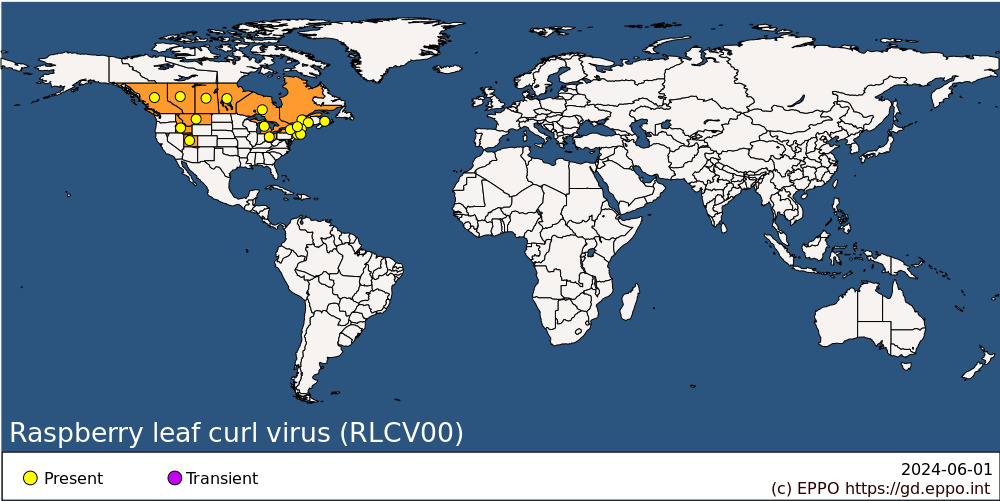 Raspberry leaf curl virus (RLCV00)
Present
Transient
2024-06-01
(c) EPPO https://gd.eppo.int